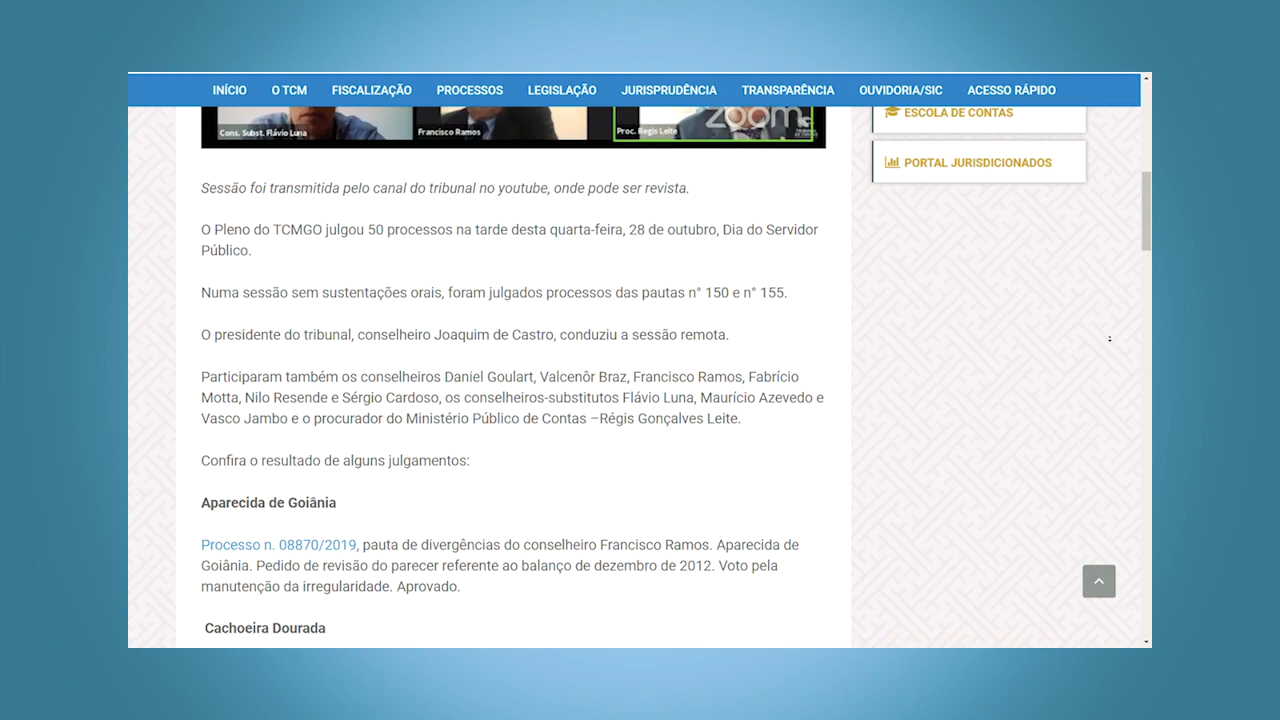 INÍCIO O TCM FISCALIZAÇÃO PROCESSOS LEGISLAÇÃO JURISPRUDÊNCIA TRANSPARÊNCIA OUVIDORIA/SIC ACESSO RÁPIDO
Cons. Subst. Flávio Luna
Francisco Ramos
Proc. Regis Leite
zoom
ESCOLA DE CONTAS
PORTAL JURISDICIONADOS
Sessão foi transmitida pelo canal do tribunal no youtube, onde pode ser revista.
O Pleno do TCMGO julgou 50 processos na tarde desta quarta-feira, 28 de outubro, Dia do Servidor
Público.
Numa sessão sem sustentações orais, foram julgados processos das pautas n° 150 e n° 155.
O presidente do tribunal, conselheiro Joaquim de Castro, conduziu a sessão remota.
Participaram também os conselheiros Daniel Goulart, Valcenôr Braz, Francisco Ramos, Fabrício
Motta, Nilo Resende e Sérgio Cardoso, os conselheiros-substitutos Flávio Luna, Maurício Azevedo e
Vasco Jambo e o procurador do Ministério Público de Contas –Régis Gonçalves Leite.
Confira o resultado de alguns julgamentos:
Aparecida de Goiânia
Processo n. 08870/2019, pauta de divergências do conselheiro Francisco Ramos. Aparecida de
Goiânia. Pedido de revisão do parecer referente ao balanço de dezembro de 2012. Voto pela
manutenção da irregularidade. Aprovado.
Cachoeira Dourada